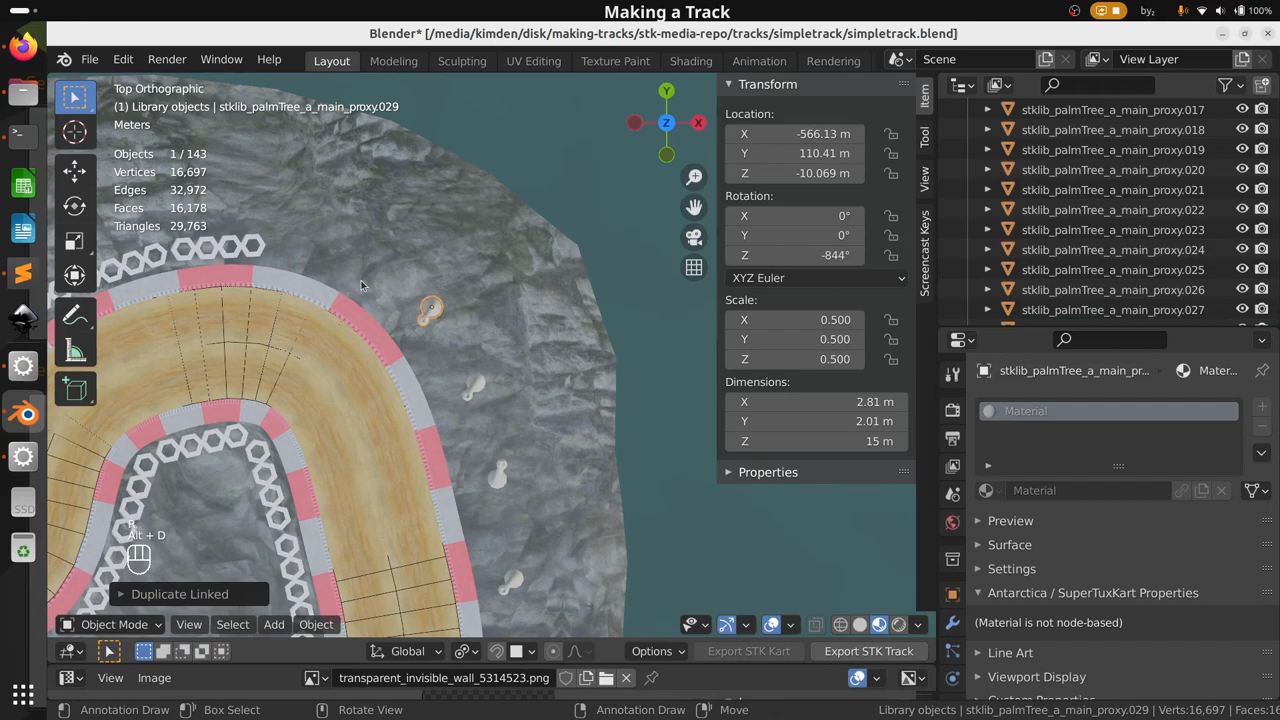 Making a Track
by₂
100%
Blender* [/media/kimden/disk/making-tracks/stk-media-repo/tracks/simpletrack/simpletrack.blend]
File Edit Render Window Help
Layout Modeling Sculpting UV Editing Texture Paint Shading Animation Rendering
Scene
View Layer
Top Orthographic
(1) Library objects | stklib_palmTree_a_main_proxy.029
Meters
Objects 1 / 143
Vertices 16,697
Edges 32,972
Faces 16,178
Triangles 29,763
Y
X
Z
Transform
Location:
X -566.13 m
Y 110.41 m
Z -10.069 m
Rotation:
X 0°
Y 0°
Z -844°
XYZ Euler
Scale:
X 0.500
Y 0.500
Z 0.500
Dimensions:
X 2.81 m
Y 2.01 m
Z 15 m
Properties
Item
Tool
View
Screencast Keys
stklib_palmTree_a_main_proxy.017
stklib_palmTree_a_main_proxy.018
stklib_palmTree_a_main_proxy.019
stklib_palmTree_a_main_proxy.020
stklib_palmTree_a_main_proxy.021
stklib_palmTree_a_main_proxy.022
stklib_palmTree_a_main_proxy.023
stklib_palmTree_a_main_proxy.024
stklib_palmTree_a_main_proxy.025
stklib_palmTree_a_main_proxy.026
stklib_palmTree_a_main_proxy.027
stklib_palmTree_a_main_pr...
Mater...
Material
Material
Preview
Surface
Settings
Antarctica / SuperTuxKart Properties
(Material is not node-based)
Line Art
Viewport Display
SSD
R
Alt + D
Duplicate Linked
Object Mode View Select Add Object
Global
Options
Export STK Kart
Export STK Track
View Image
transparent_invisible_wall_5314523.png
Annotation Draw
Box Select
Rotate View
Annotation Draw
Move
Library objects | stklib_palmTree_a_main_proxy.029 | Verts:16,697 | Faces:16